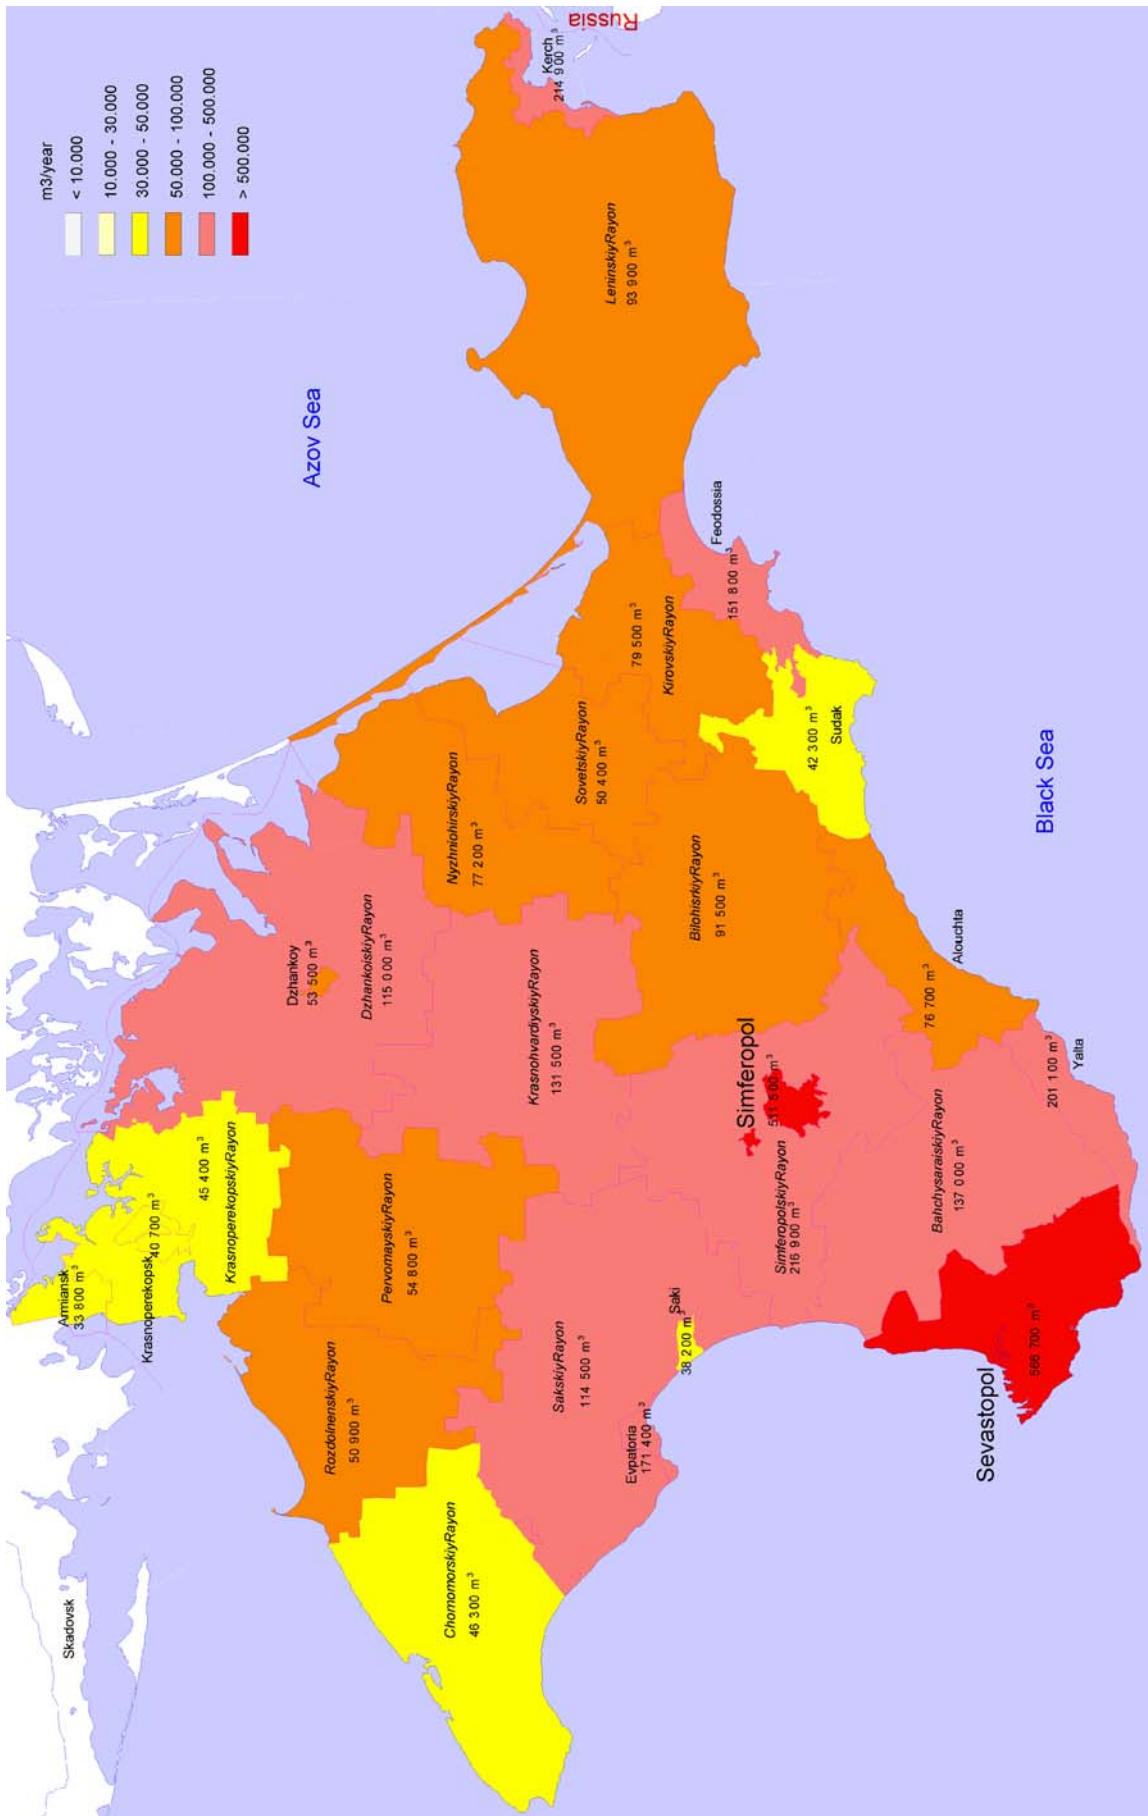 m3/year
< 10.000
10.000 - 30.000
30.000 - 50.000
50.000 - 100.000
100.000 - 500.000
> 500.000
Russia
Kerch
214 900 m³
LeninskiyRayon
93 900 m³
Azov Sea
Feodossia
151 800 m³
79 500 m³
KirovskiyRayon
SovetskiyRayon
50 400 m³
NyzhniohirskiyRayon
77 200 m³
42 300 m³
Sudak
Black Sea
BilohisrkiyRayon
91 500 m³
Alouchta
76 700 m³
Dzhankoy
53 500 m³
DzhankoiskiyRayon
115 000 m³
KrasnohvardiyskiyRayon
131 500 m³
Simferopol
511 500 m³
SimferopolskiyRayon
216 900 m³
201 100 m³
Yalta
BahchysaraiskiyRayon
137 000 m³
45 400 m³
KrasnoperekopskiyRayon
40 700 m³
Krasnoperekopsk
Armiansk
33 800 m³
PervomayskiyRayon
54 800 m³
RozdolnenskiyRayon
50 900 m³
SakskiyRayon
114 500 m³
Saki
38 200 m³
Evpatoria
171 400 m³
Sevastopol
566 700 m³
ChornomorskiyRayon
46 300 m³
Skadovsk